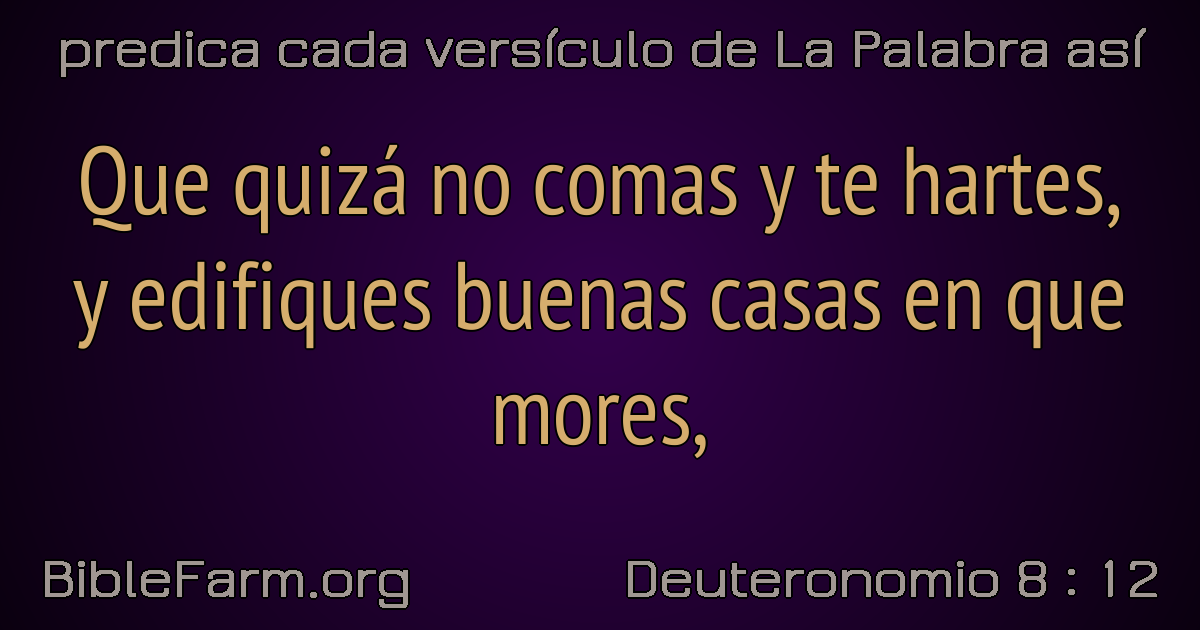 predica cada versículo de La Palabra así
Que quizá no comas y te hartes,
y edifiques buenas casas en que
mores,
BibleFarm.org
Deuteronomio 8 : 12